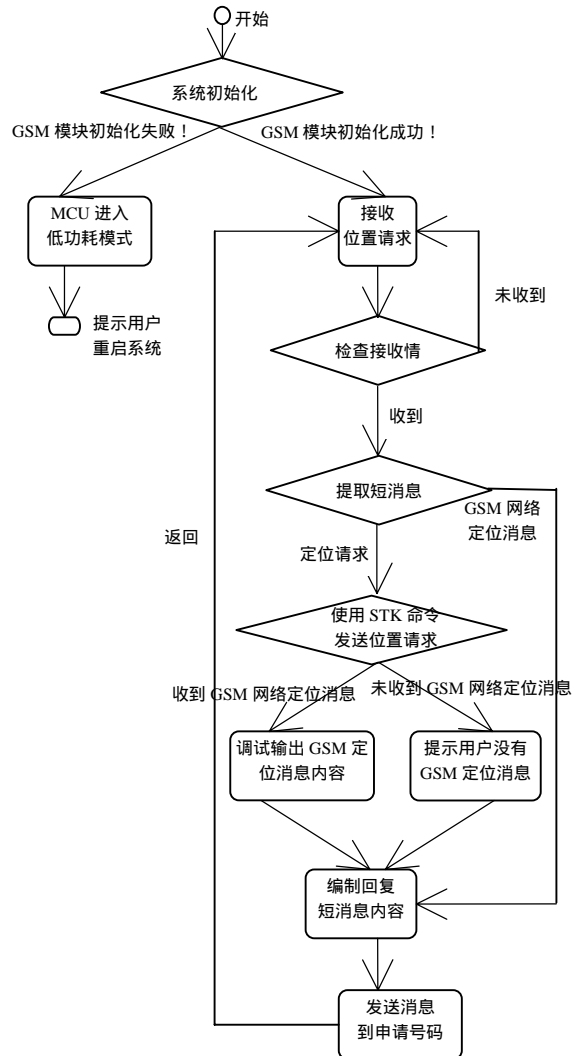 开始
系统初始化
GSM 模块初始化失败！
GSM 模块初始化成功！
MCU 进入
低功耗模式
接收
位置请求
提示用户
重启系统
未收到
检查接收情
收到
提取短消息
GSM 网络
定位消息
返回
定位请求
使用 STK 命令
发送位置请求
收到 GSM 网络定位消息
未收到 GSM 网络定位消息
调试输出 GSM 定
位消息内容
提示用户没有
GSM 定位消息
编制回复
短消息内容
发送消息
到申请号码